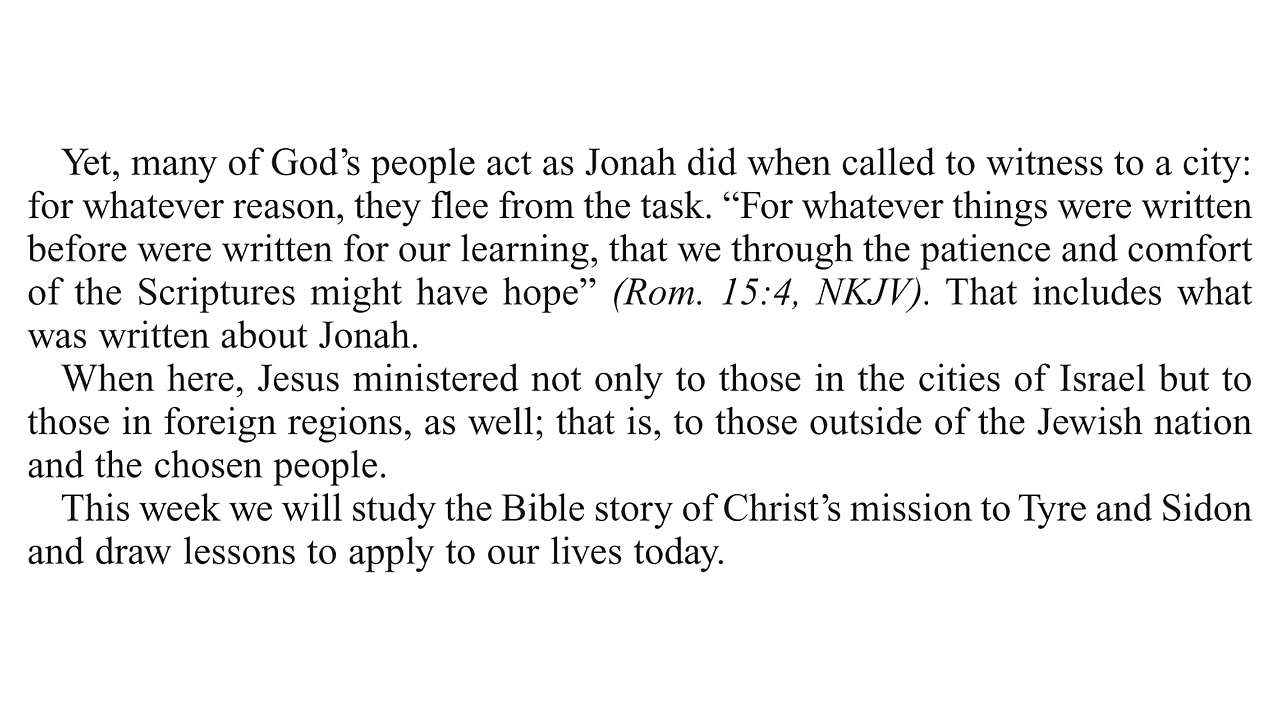 Yet, many of God’s people act as Jonah did when called to witness to a city:
for whatever reason, they flee from the task. “For whatever things were written
before were written for our learning, that we through the patience and comfort
of the Scriptures might have hope” (Rom. 15:4, NKJV). That includes what
was written about Jonah.
When here, Jesus ministered not only to those in the cities of Israel but to
those in foreign regions, as well; that is, to those outside of the Jewish nation
and the chosen people.
This week we will study the Bible story of Christ’s mission to Tyre and Sidon
and draw lessons to apply to our lives today.